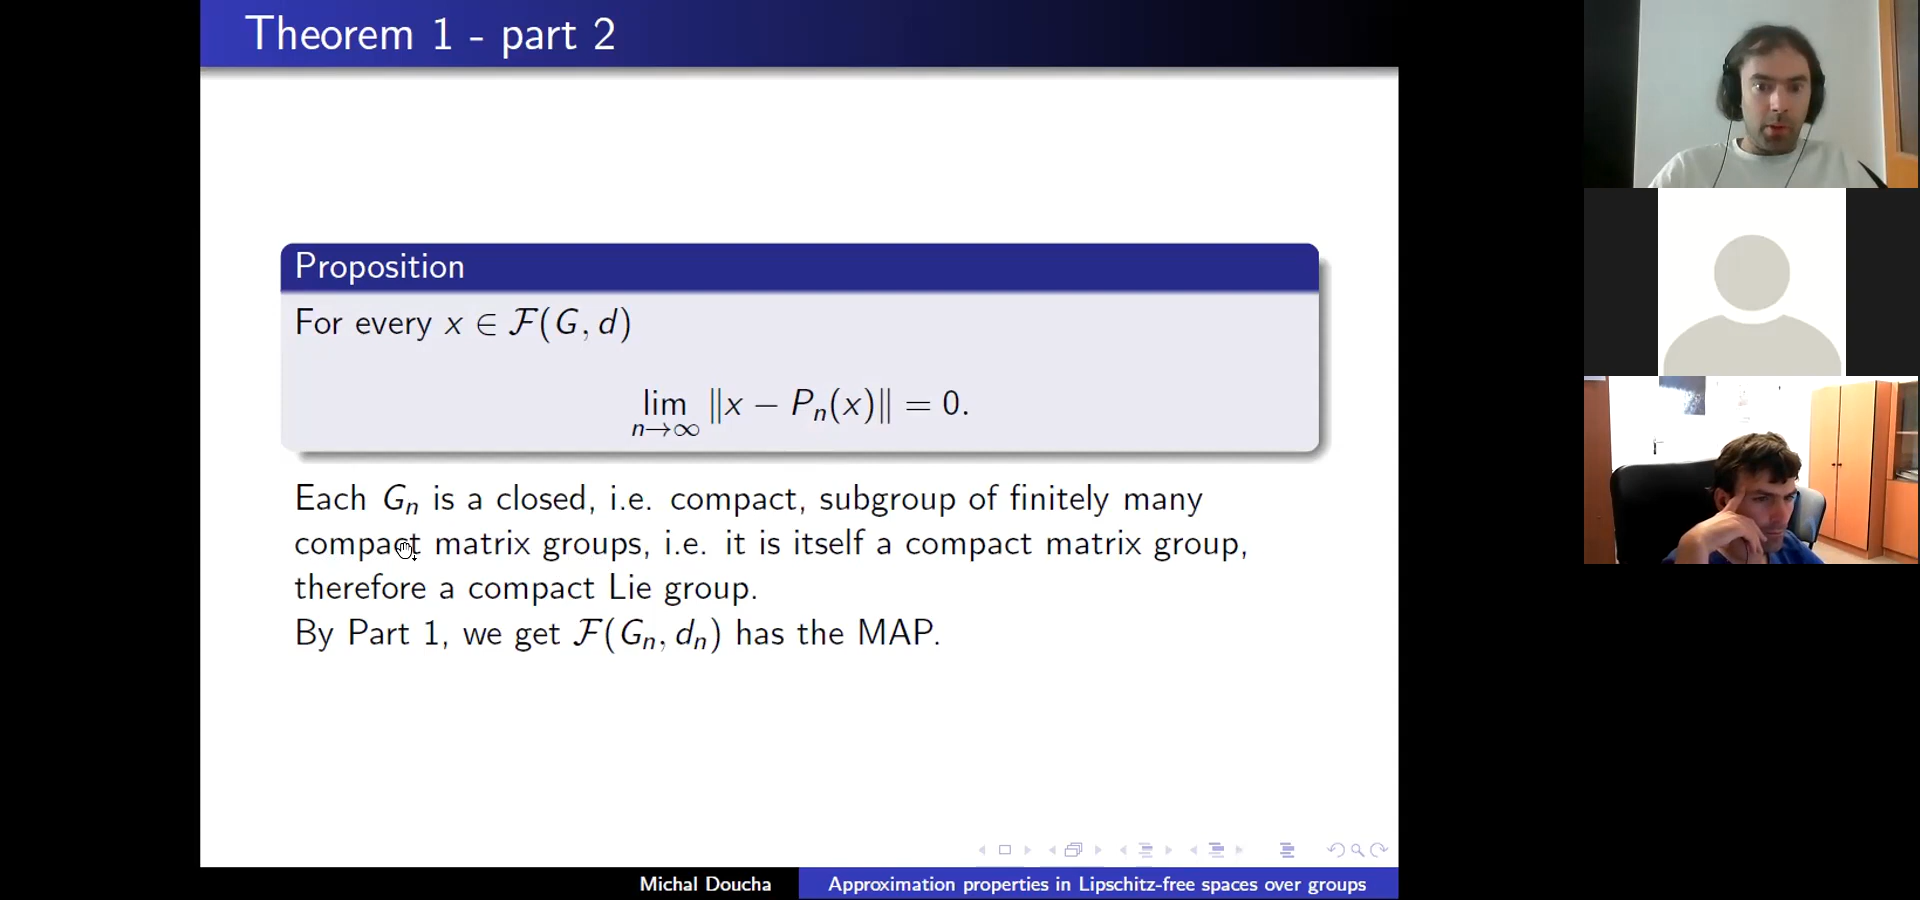 Theorem 1 - part 2
Proposition
For every x ∈ ℱ(G, d)
lim_{n→∞} ‖x − Pₙ(x)‖ = 0.
Each Gₙ is a closed, i.e. compact, subgroup of finitely many
compact matrix groups, i.e. it is itself a compact matrix group,
therefore a compact Lie group.
By Part 1, we get ℱ(Gₙ, dₙ) has the MAP.
Michal Doucha
Approximation properties in Lipschitz-free spaces over groups